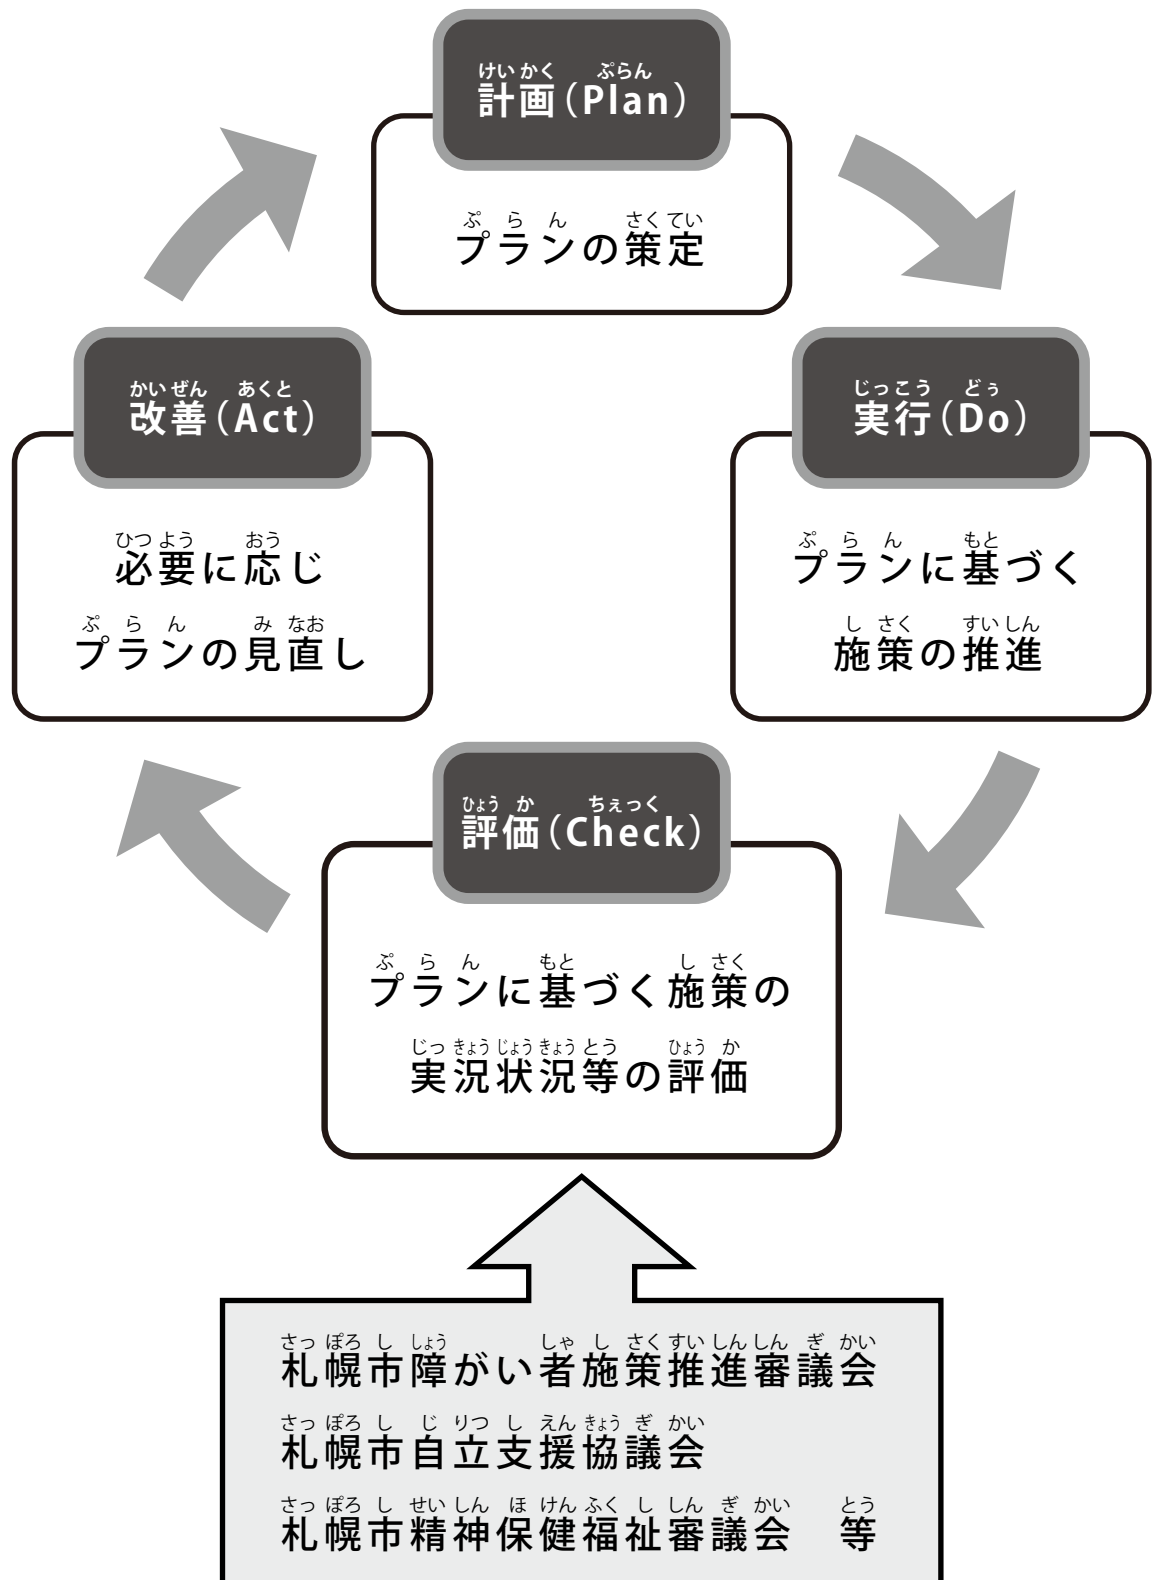 けいかく ぷらん
計画（Plan）
ぷらん さくてい
プランの策定
じっこう どぅ
実行（Do）
ぷらん もと
プランに基づく
しさく すいしん
施策の推進
ひょうか ちぇっく
評価（Check）
ぷらん もと しさく
プランに基づく施策の
じっきょうじょうきょうとう ひょうか
実況状況等の評価
かいぜん あくと
改善（Act）
ひつよう おう
必要に応じ
ぷらん みなお
プランの見直し
さっぽろししょう しゃしさくすいしんしんぎかい
札幌市障がい者施策推進審議会
さっぽろしじりつしえんきょうぎかい
札幌市自立支援協議会
さっぽろしせいしんほけんふくししんぎかい とう
札幌市精神保健福祉審議会　等